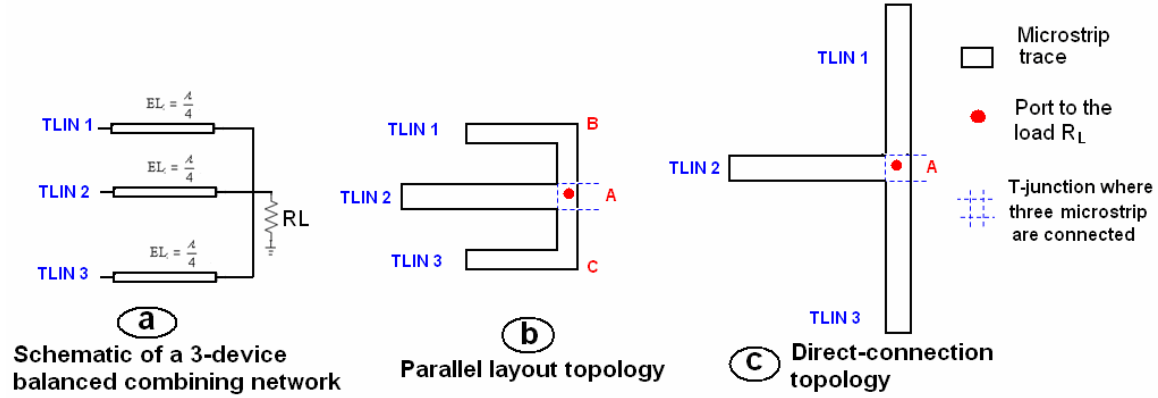 EL = λ/4
TLIN 1
EL = λ/4
TLIN 2
RL
EL = λ/4
TLIN 3
a
Schematic of a 3-device
balanced combining network
TLIN 1
B
TLIN 2
A
TLIN 3
C
b
Parallel layout topology
TLIN 1
TLIN 2
A
TLIN 3
c
Direct-connection
topology
Microstrip
trace
Port to the
load RL
T-junction where
three microstrip
are connected